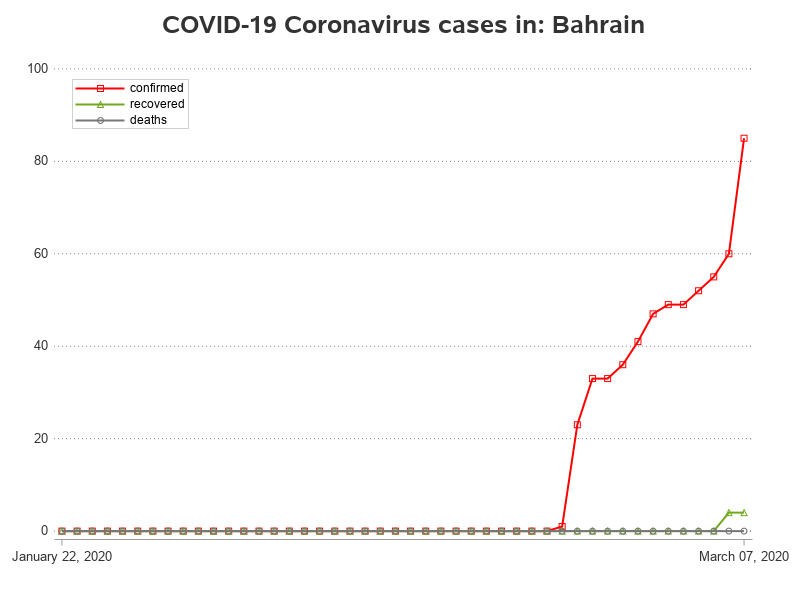 COVID-19 Coronavirus cases in: Bahrain
100
confirmed
recovered
deaths
80
60
40
20
0
January 22, 2020
March 07, 2020